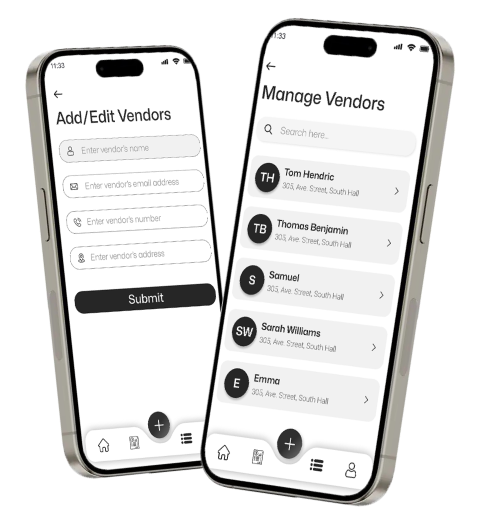 11:33
Add/Edit Vendors
Enter vendor's name
Enter vendor's email address
Enter vendor's number
Enter vendor's address
Submit
11:33
Manage Vendors
Search here...
TH
Tom Hendric
305, Ave. Street, South Hall
TB
Thomas Benjamin
305, Ave. Street, South Hall
S
Samuel
305, Ave. Street, South Hall
SW
Sarah Williams
305, Ave. Street, South Hall
E
Emma
305, Ave. Street, South Hall